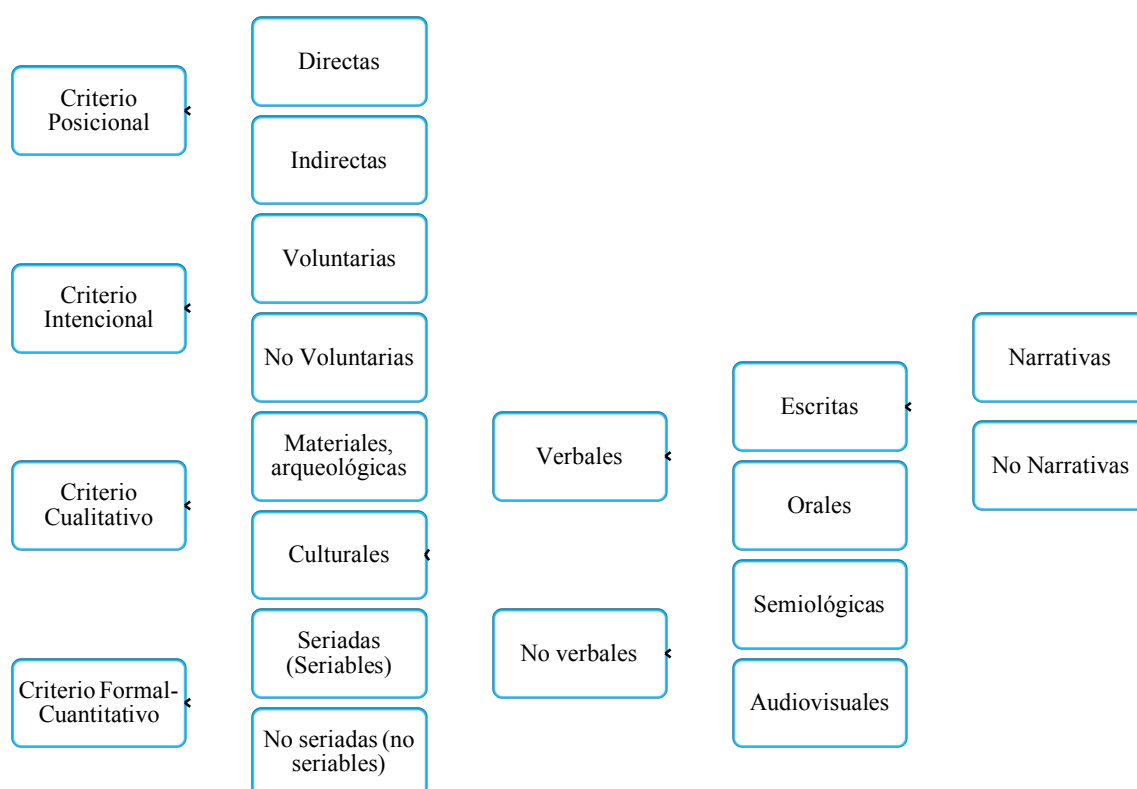 Criterio
Posicional
Directas
Indirectas
Criterio
Intencional
Voluntarias
No Voluntarias
Criterio
Cualitativo
Materiales,
arqueológicas
Culturales
Verbales
Escritas
Narrativas
No Narrativas
Orales
No verbales
Semiológicas
Audiovisuales
Criterio Formal-
Cuantitativo
Seriadas
(Seriables)
No seriadas (no
seriables)